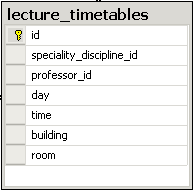 lecture_timetables
id
speciality_discipline_id
professor_id
day
time
building
room